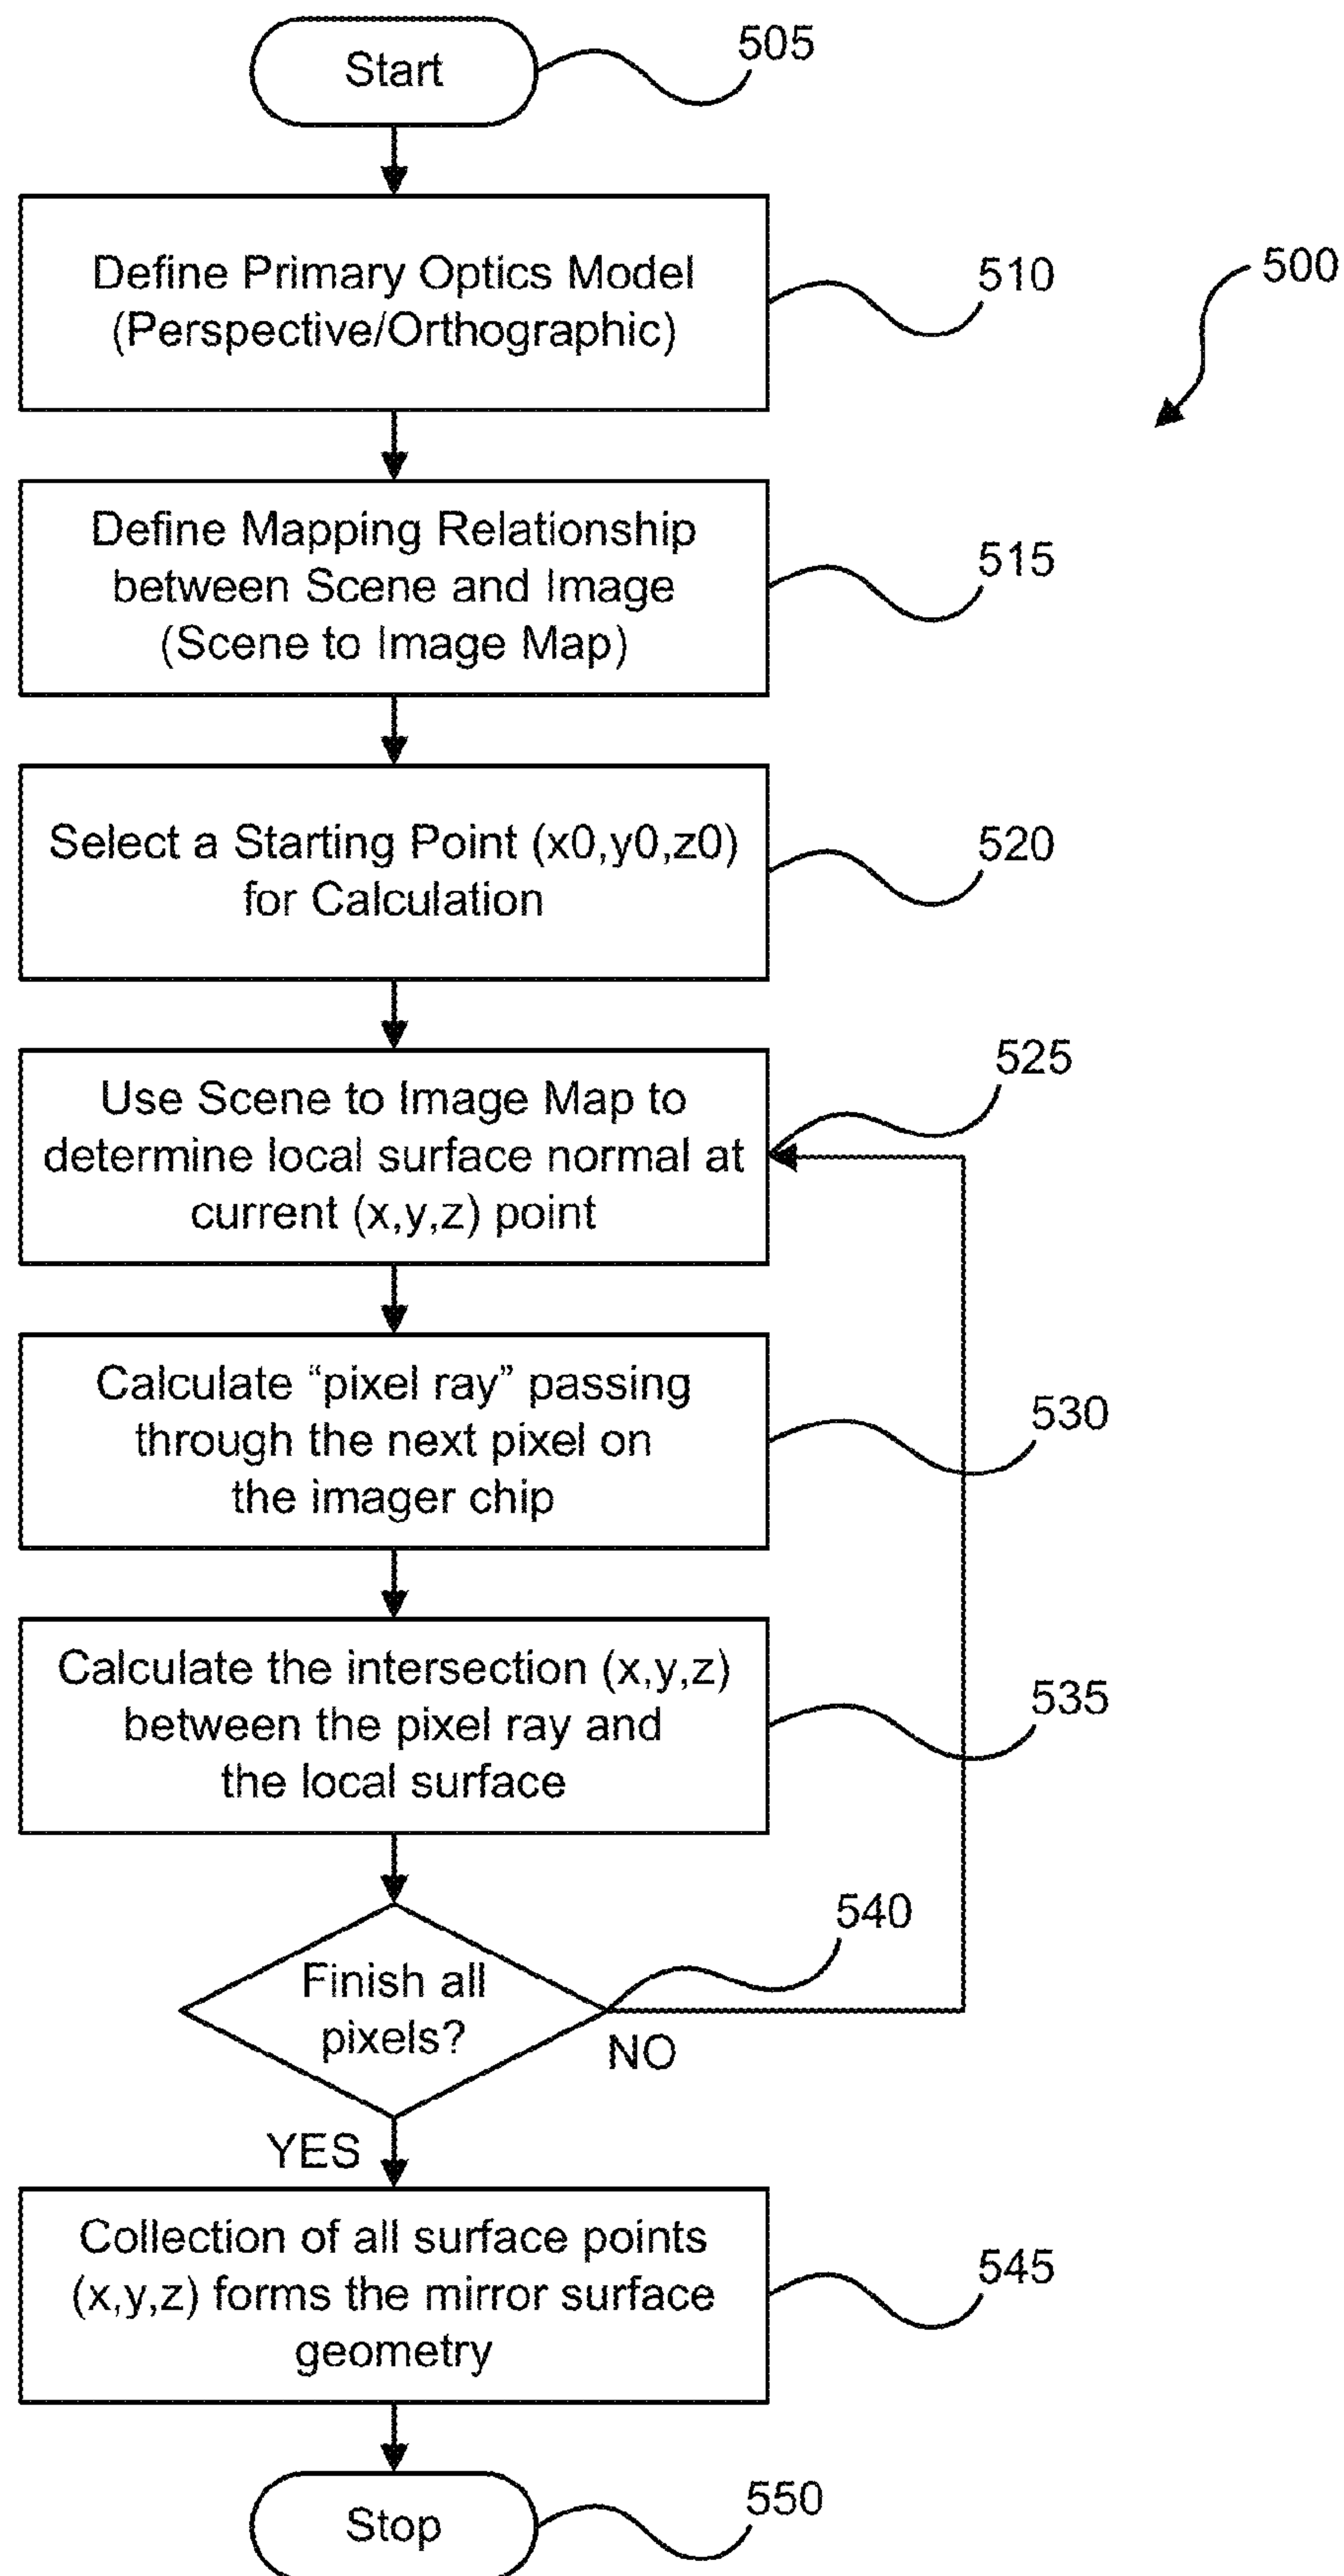 Start
505
Define Primary Optics Model
(Perspective/Orthographic)
510
500
Define Mapping Relationship
between Scene and Image
(Scene to Image Map)
515
Select a Starting Point (x0,y0,z0)
for Calculation
520
Use Scene to Image Map to
determine local surface normal at
current (x,y,z) point
525
Calculate “pixel ray” passing
through the next pixel on
the imager chip
530
Calculate the intersection (x,y,z)
between the pixel ray and
the local surface
535
Finish all
pixels?
540
NO
YES
Collection of all surface points
(x,y,z) forms the mirror surface
geometry
545
Stop
550